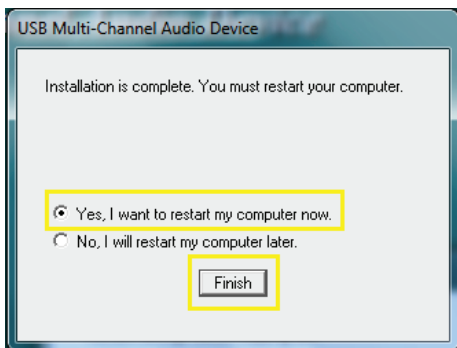 USB Multi-Channel Audio Device
Installation is complete. You must restart your computer.
Yes, I want to restart my computer now.
No, I will restart my computer later.
Finish